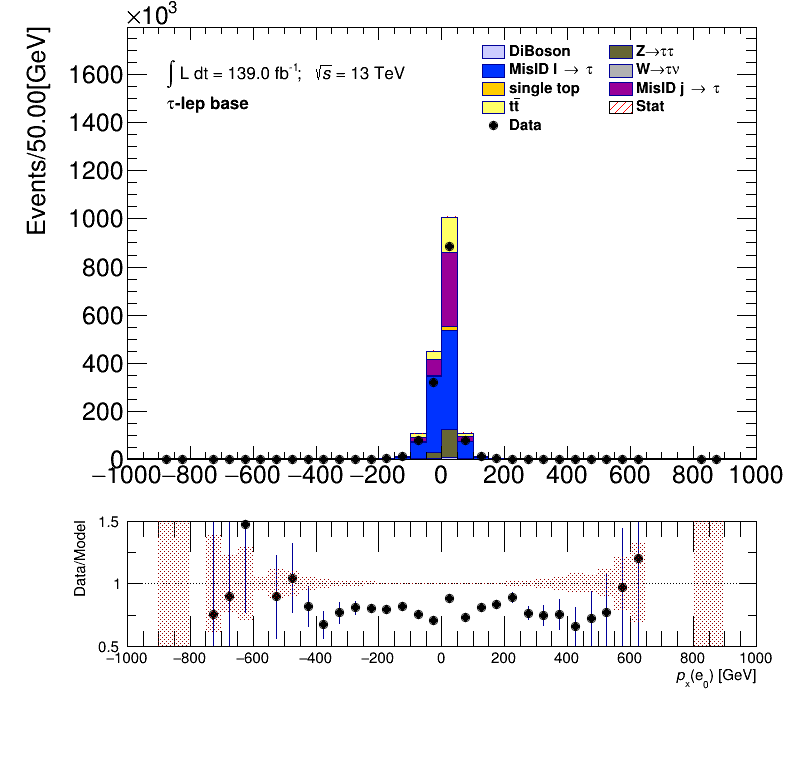 ×10³
Events/50.00[GeV]
1600
1400
1200
1000
800
600
400
200
0
∫ L dt = 139.0 fb⁻¹; √s = 13 TeV
τ-lep base
DiBoson
MisID l → τ
single top
tt̄
Data
Z→ττ
W→τν
MisID j → τ
Stat
−1000 −800 −600 −400 −200 0 200 400 600 800 1000
Data/Model
1.5
1
0.5
−1000 −800 −600 −400 −200 0 200 400 600 800 1000
pₓ(e₀) [GeV]